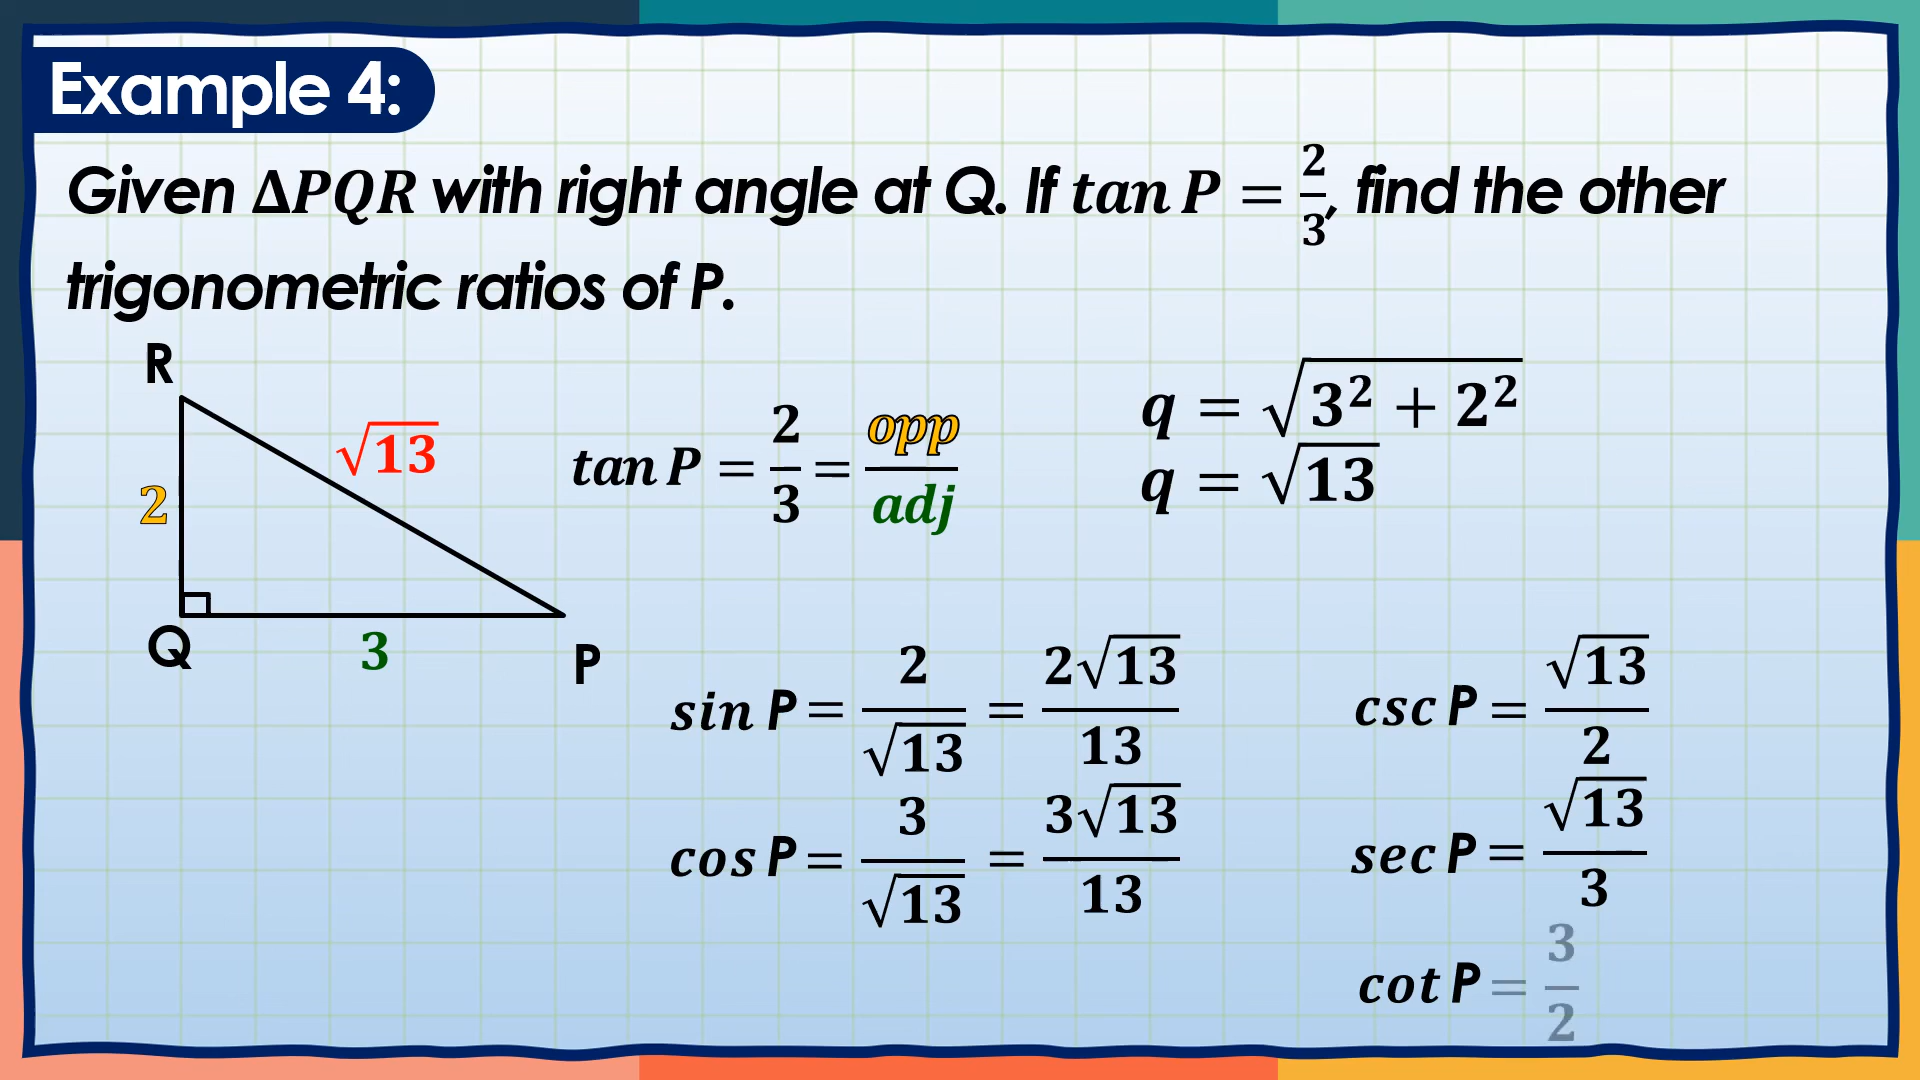 Example 4:
Given ΔPQR with right angle at Q. If tan P = 2/3, find the other
trigonometric ratios of P.
R
√13
2
Q
3
P
tan P = 2/3 = opp/adj
q = √(3² + 2²)
q = √13
sin P = 2/√13 = 2√13/13
csc P = √13/2
cos P = 3/√13 = 3√13/13
sec P = √13/3
cot P = 3/2